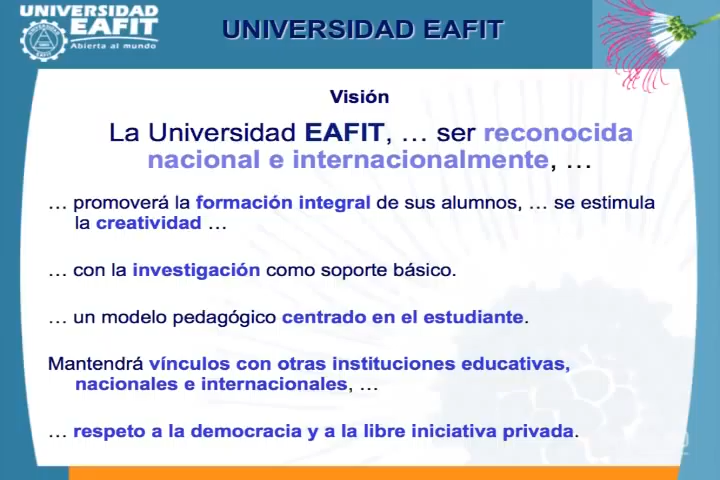 UNIVERSIDAD
EAFIT
Abierta al mundo
UNIVERSIDAD EAFIT
Visión
La Universidad EAFIT, … ser reconocida
nacional e internacionalmente, …
… promoverá la formación integral de sus alumnos, … se estimula
la creatividad …
… con la investigación como soporte básico.
… un modelo pedagógico centrado en el estudiante.
Mantendrá vínculos con otras instituciones educativas,
nacionales e internacionales, …
… respeto a la democracia y a la libre iniciativa privada.